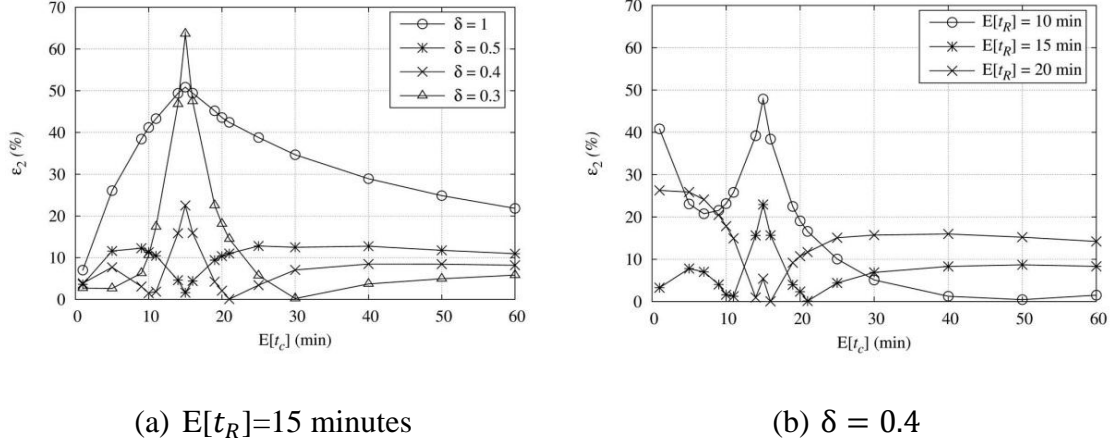 70
60
50
40
30
20
10
0
ε2 (%)
0 10 20 30 40 50 60
E[tc] (min)
δ = 1
δ = 0.5
δ = 0.4
δ = 0.3
70
60
50
40
30
20
10
0
ε2 (%)
0 10 20 30 40 50 60
E[tc] (min)
E[tR] = 10 min
E[tR] = 15 min
E[tR] = 20 min
(a) E[tR]=15 minutes
(b) δ = 0.4